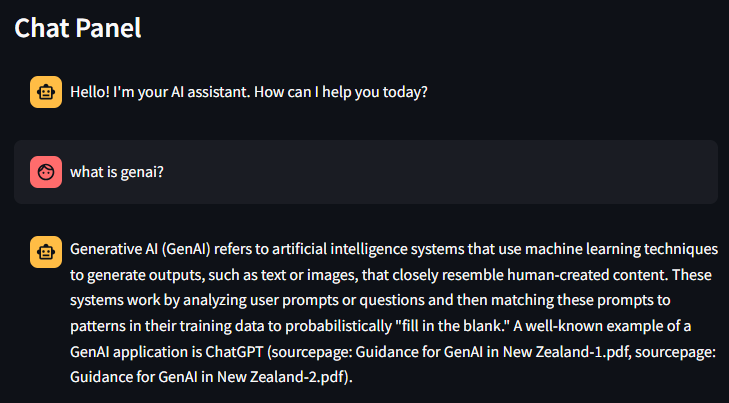 Chat Panel
Hello! I'm your AI assistant. How can I help you today?
what is genai?
Generative AI (GenAI) refers to artificial intelligence systems that use machine learning techniques
to generate outputs, such as text or images, that closely resemble human-created content. These
systems work by analyzing user prompts or questions and then matching these prompts to
patterns in their training data to probabilistically "fill in the blank." A well-known example of a
GenAI application is ChatGPT (sourcepage: Guidance for GenAI in New Zealand-1.pdf, sourcepage:
Guidance for GenAI in New Zealand-2.pdf).